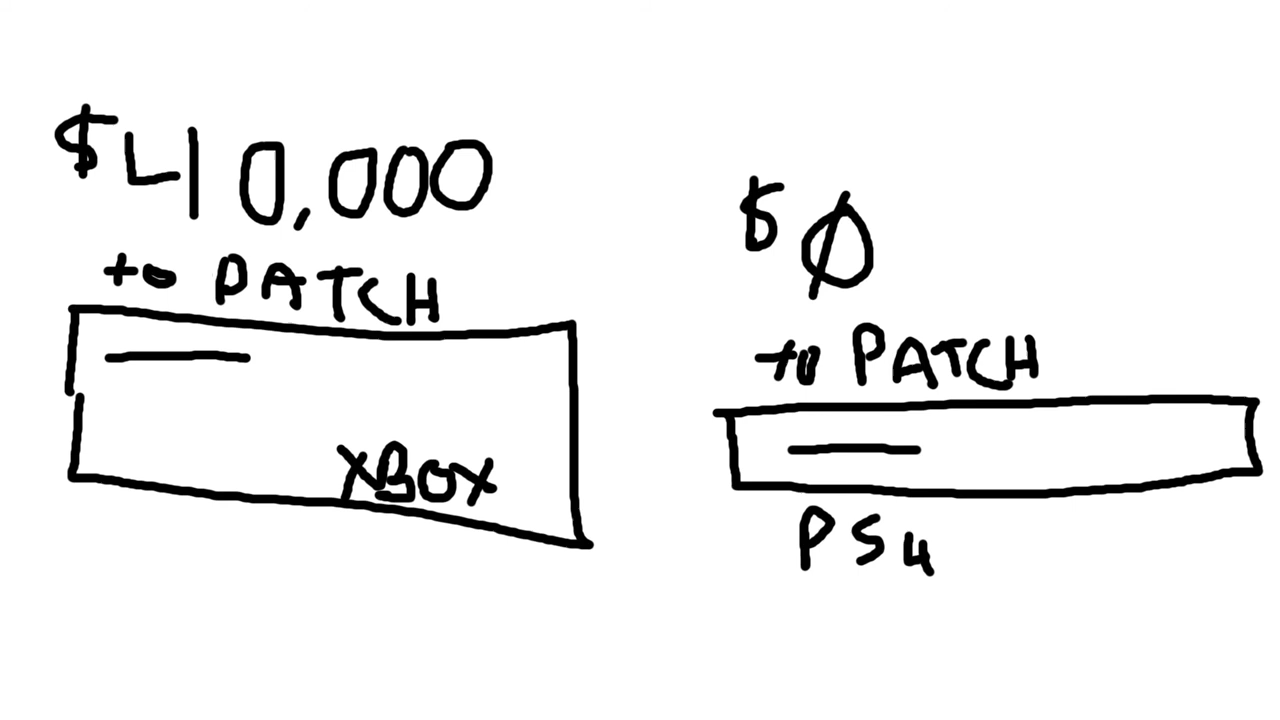 $40,000
to PATCH
XBOX
$0
to PATCH
PS4